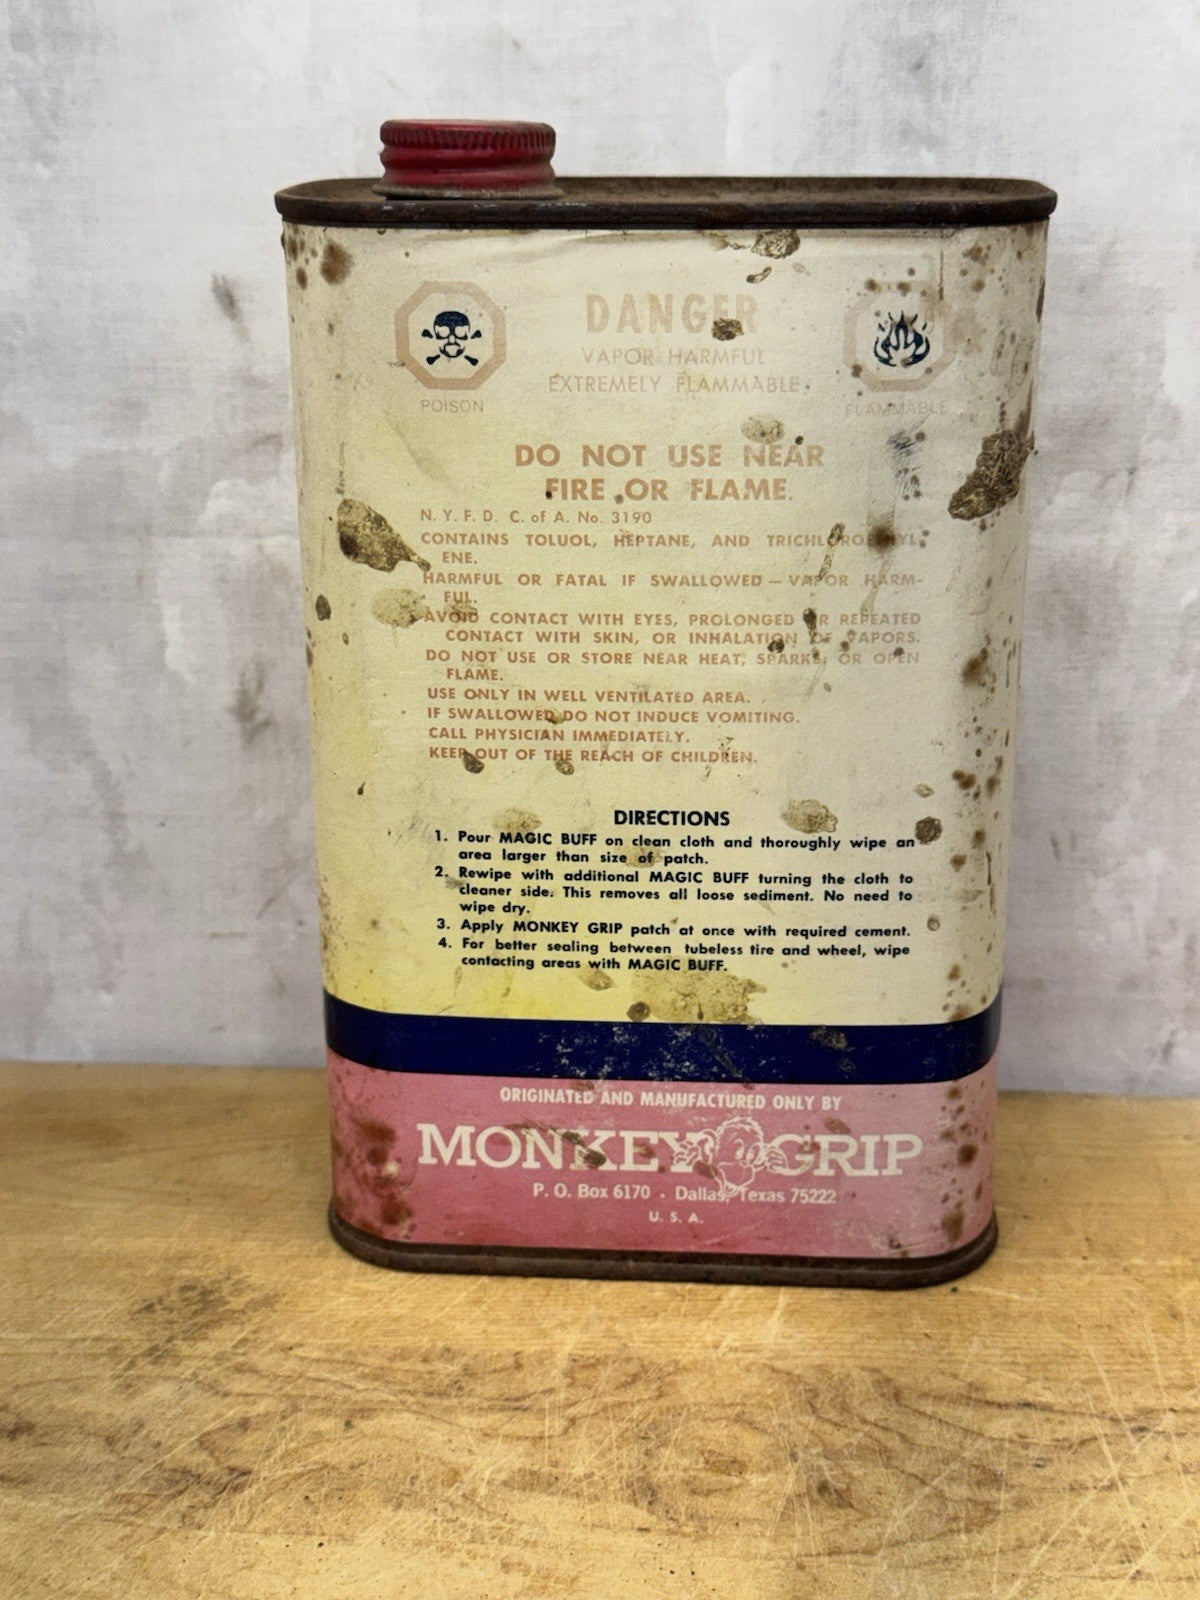 DANGER
VAPOR HARMFUL
EXTREMELY FLAMMABLE
POISON
FLAMMABLE
DO NOT USE NEAR
FIRE OR FLAME.
N. Y. F. D. C. of A. No. 3190
CONTAINS TOLUOL, HEPTANE, AND TRICHLOROETHYL-
ENE.
HARMFUL OR FATAL IF SWALLOWED — VAPOR HARM-
FUL.
AVOID CONTACT WITH EYES, PROLONGED OR REPEATED
CONTACT WITH SKIN, OR INHALATION OF VAPORS.
DO NOT USE OR STORE NEAR HEAT, SPARKS, OR OPEN
FLAME.
USE ONLY IN WELL VENTILATED AREA.
IF SWALLOWED DO NOT INDUCE VOMITING.
CALL PHYSICIAN IMMEDIATELY.
KEEP OUT OF THE REACH OF CHILDREN.
DIRECTIONS
1. Pour MAGIC BUFF on clean cloth and thoroughly wipe an
area larger than size of patch.
2. Rewipe with additional MAGIC BUFF turning the cloth to
cleaner side. This removes all loose sediment. No need to
wipe dry.
3. Apply MONKEY GRIP patch at once with required cement.
4. For better sealing between tubeless tire and wheel, wipe
contacting areas with MAGIC BUFF.
ORIGINATED AND MANUFACTURED ONLY BY
MONKEY GRIP
P. O. Box 6170 . Dallas, Texas 75222
U. S. A.